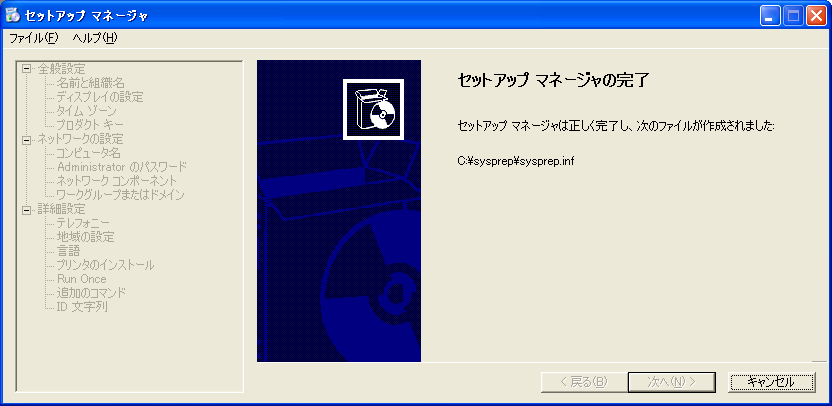 セットアップ マネージャ
ファイル(F) ヘルプ(H)
全般設定
名前と組織名
ディスプレイの設定
タイム ゾーン
プロダクト キー
ネットワークの設定
コンピュータ名
Administrator のパスワード
ネットワーク コンポーネント
ワークグループまたはドメイン
詳細設定
テレフォニー
地域の設定
言語
プリンタのインストール
Run Once
追加のコマンド
ID 文字列
セットアップ マネージャの完了
セットアップ マネージャは正しく完了し、次のファイルが作成されました:
C:¥sysprep¥sysprep.inf
< 戻る(B) 次へ(N) > キャンセル